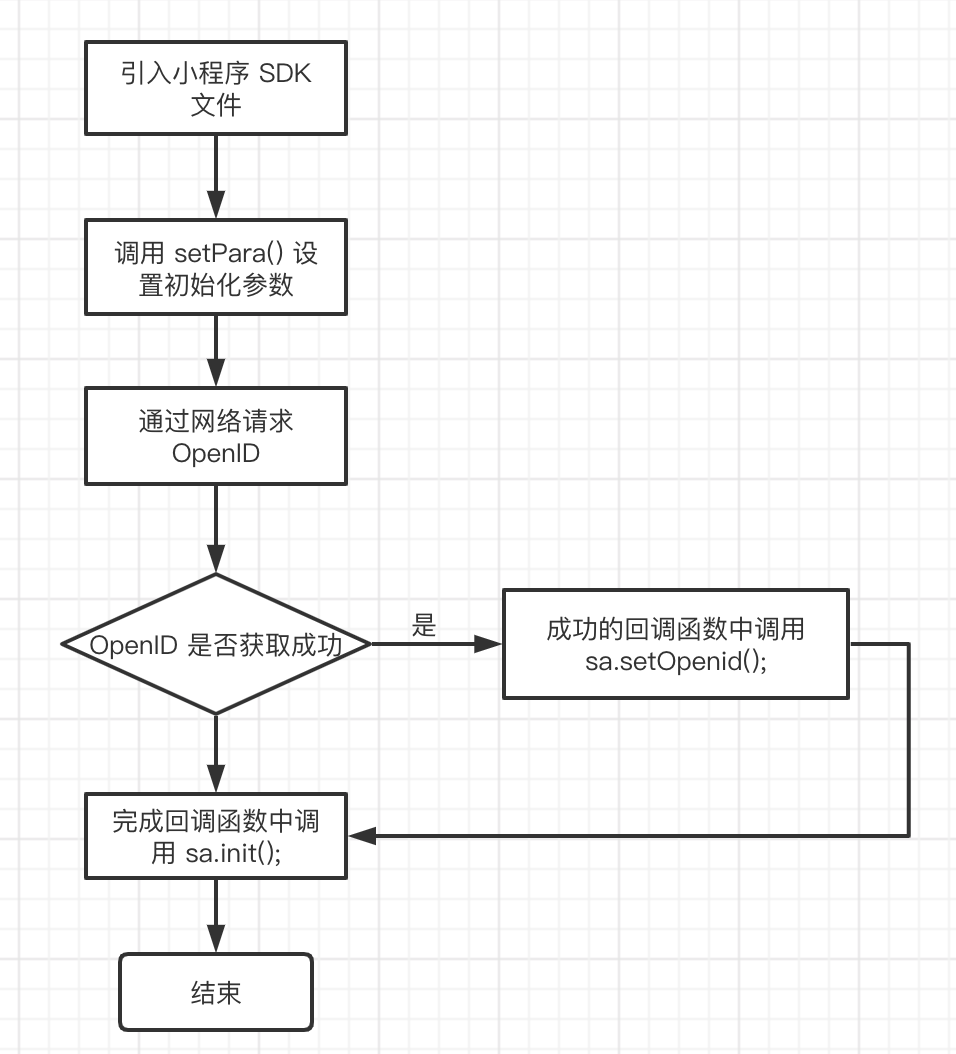 引入小程序 SDK
文件
调用 setPara() 设
置初始化参数
通过网络请求
OpenID
OpenID 是否获取成功
是
成功的回调函数中调用
sa.setOpenid();
完成回调函数中调
用 sa.init();
结束